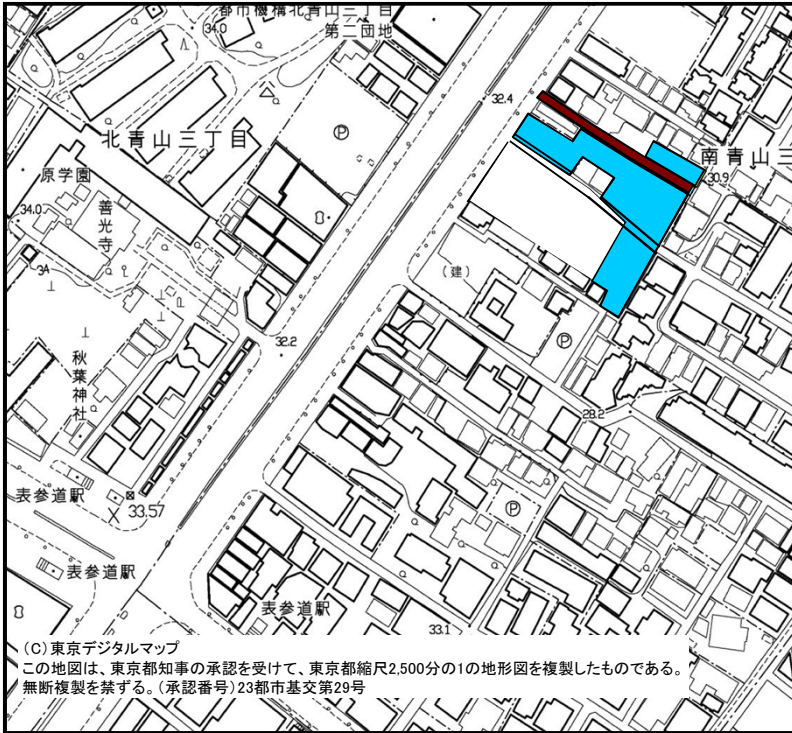 都市機構北青山三丁目
第二団地
34.0
32.4
北青山三丁目
Ⓟ
南青山三
30.9
原学園
善光寺
34.0
34
(建)
Ⓟ
32.2
秋葉神社
28.2
表参道駅
33.57
Ⓟ
表参道駅
表参道駅
33.1
(C)東京デジタルマップ
この地図は、東京都知事の承認を受けて、東京都縮尺2,500分の1の地形図を複製したものである。
無断複製を禁ずる。(承認番号)23都市基交第29号